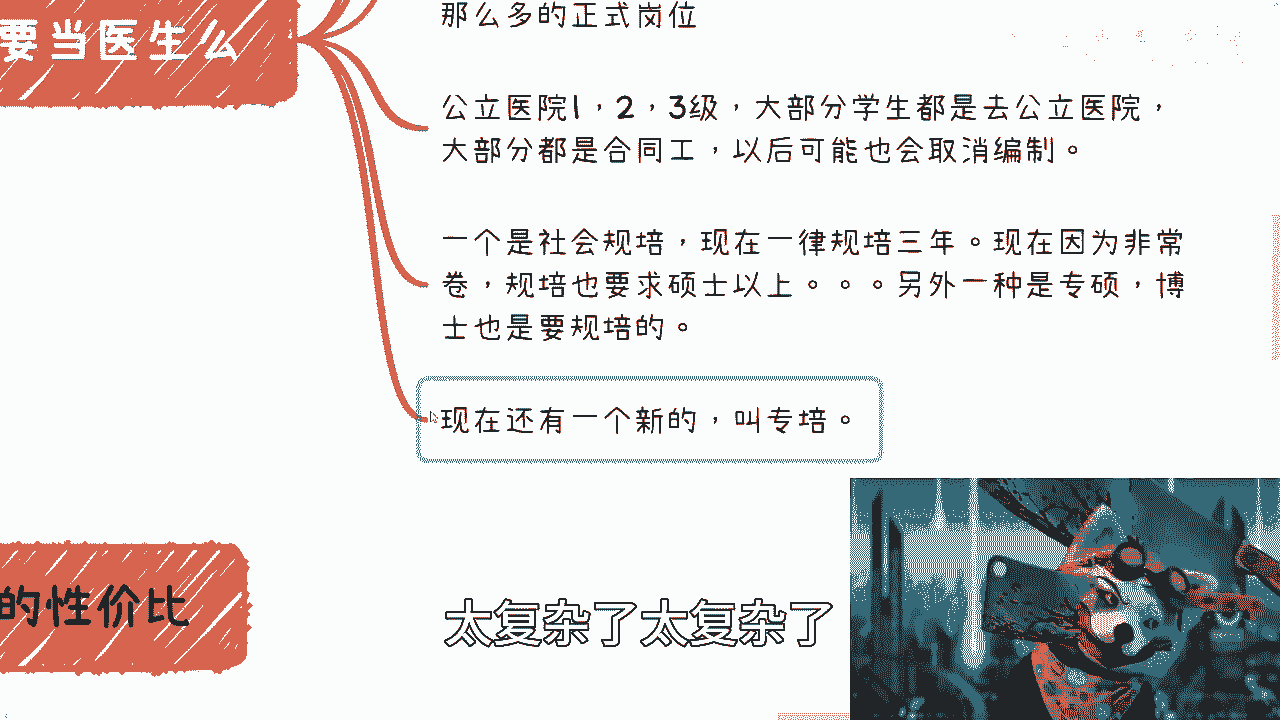 那么多的正式岗位
要当医生么
公立医院1，2，3级，大部分学生都是去公立医院，
大部分都是合同工，以后可能也会取消编制。
一个是社会规培，现在一律规培三年。现在因为非常
卷，规培也要求硕士以上。。。另外一种是专硕，博
士也是要规培的。
现在还有一个新的，叫专培。
的性价比
太复杂了太复杂了